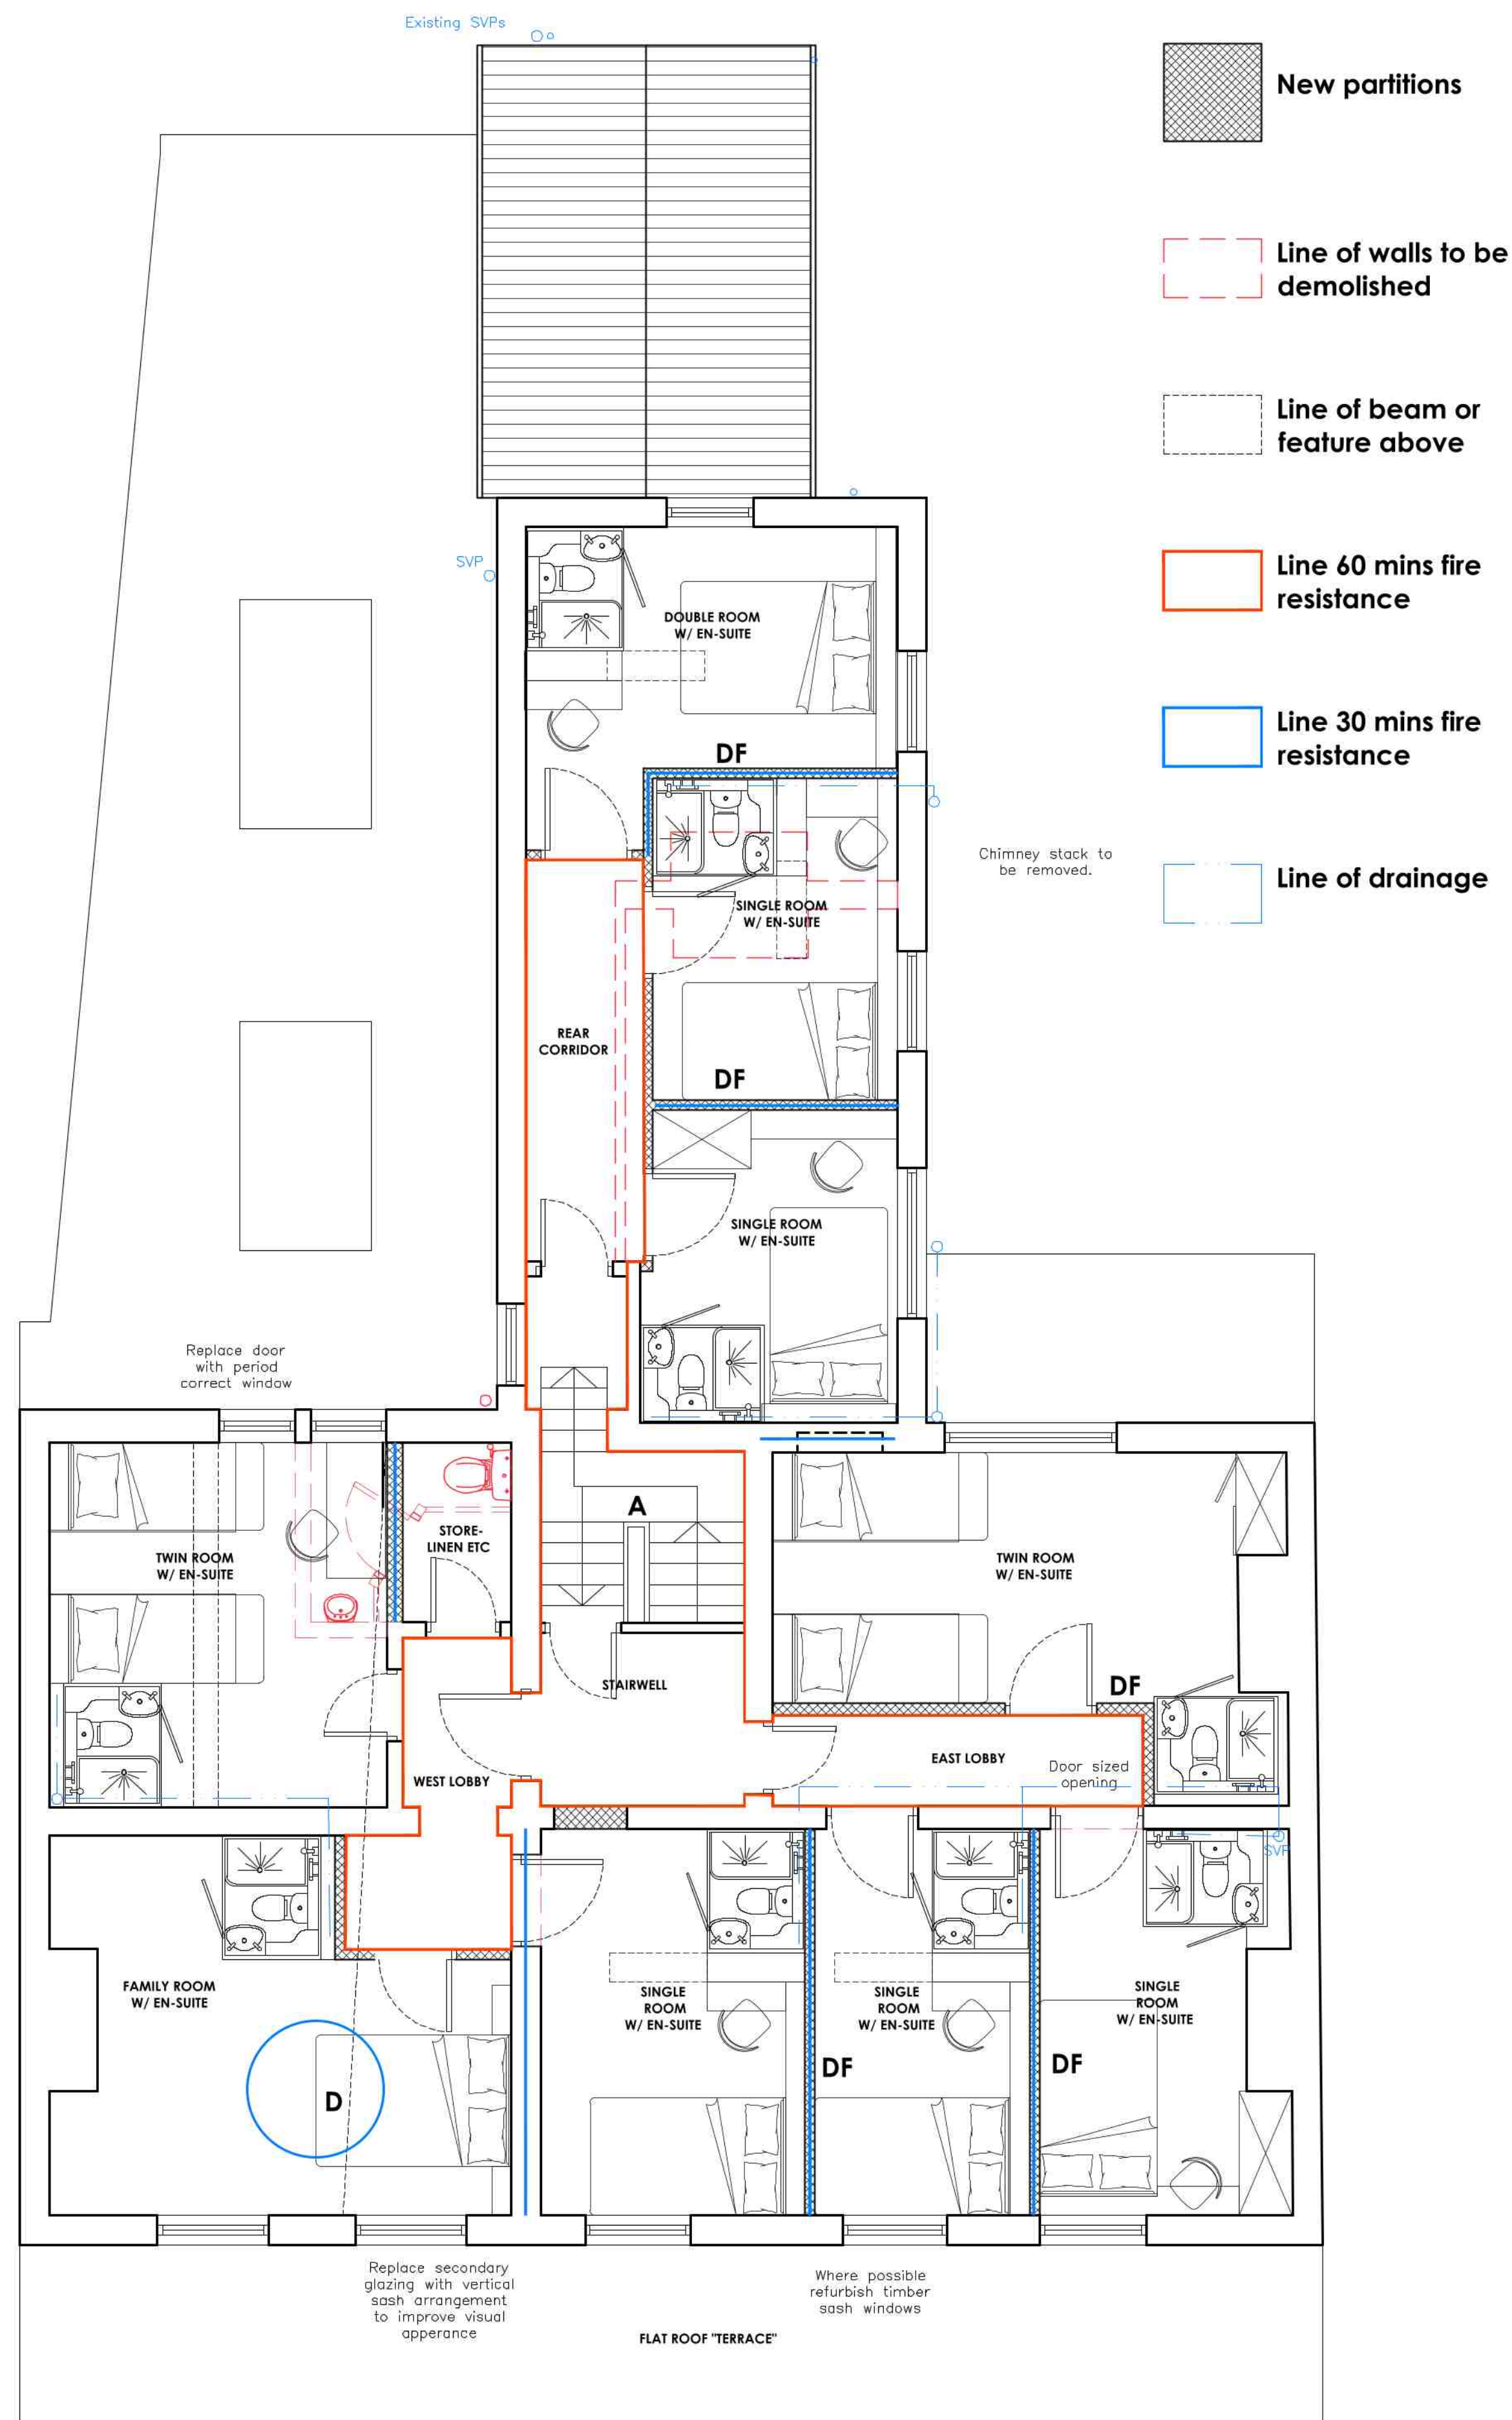 Existing SVPs
New partitions
Line of walls to be
demolished
Line of beam or
feature above
Line 60 mins fire
resistance
Line 30 mins fire
resistance
Line of drainage
SVP
DOUBLE ROOM
W/ EN-SUITE
DF
Chimney stack to
be removed.
SINGLE ROOM
W/ EN-SUITE
REAR
CORRIDOR
DF
SINGLE ROOM
W/ EN-SUITE
Replace door
with period
correct window
A
STORE-
LINEN ETC
TWIN ROOM
W/ EN-SUITE
TWIN ROOM
W/ EN-SUITE
STAIRWELL
DF
WEST LOBBY
EAST LOBBY
Door sized
opening
SVP
FAMILY ROOM
W/ EN-SUITE
SINGLE
ROOM
W/ EN-SUITE
SINGLE
ROOM
W/ EN-SUITE
SINGLE
ROOM
W/ EN-SUITE
DF
DF
D
Replace secondary
glazing with vertical
sash arrangement
to improve visual
apperance
Where possible
refurbish timber
sash windows
FLAT ROOF "TERRACE"